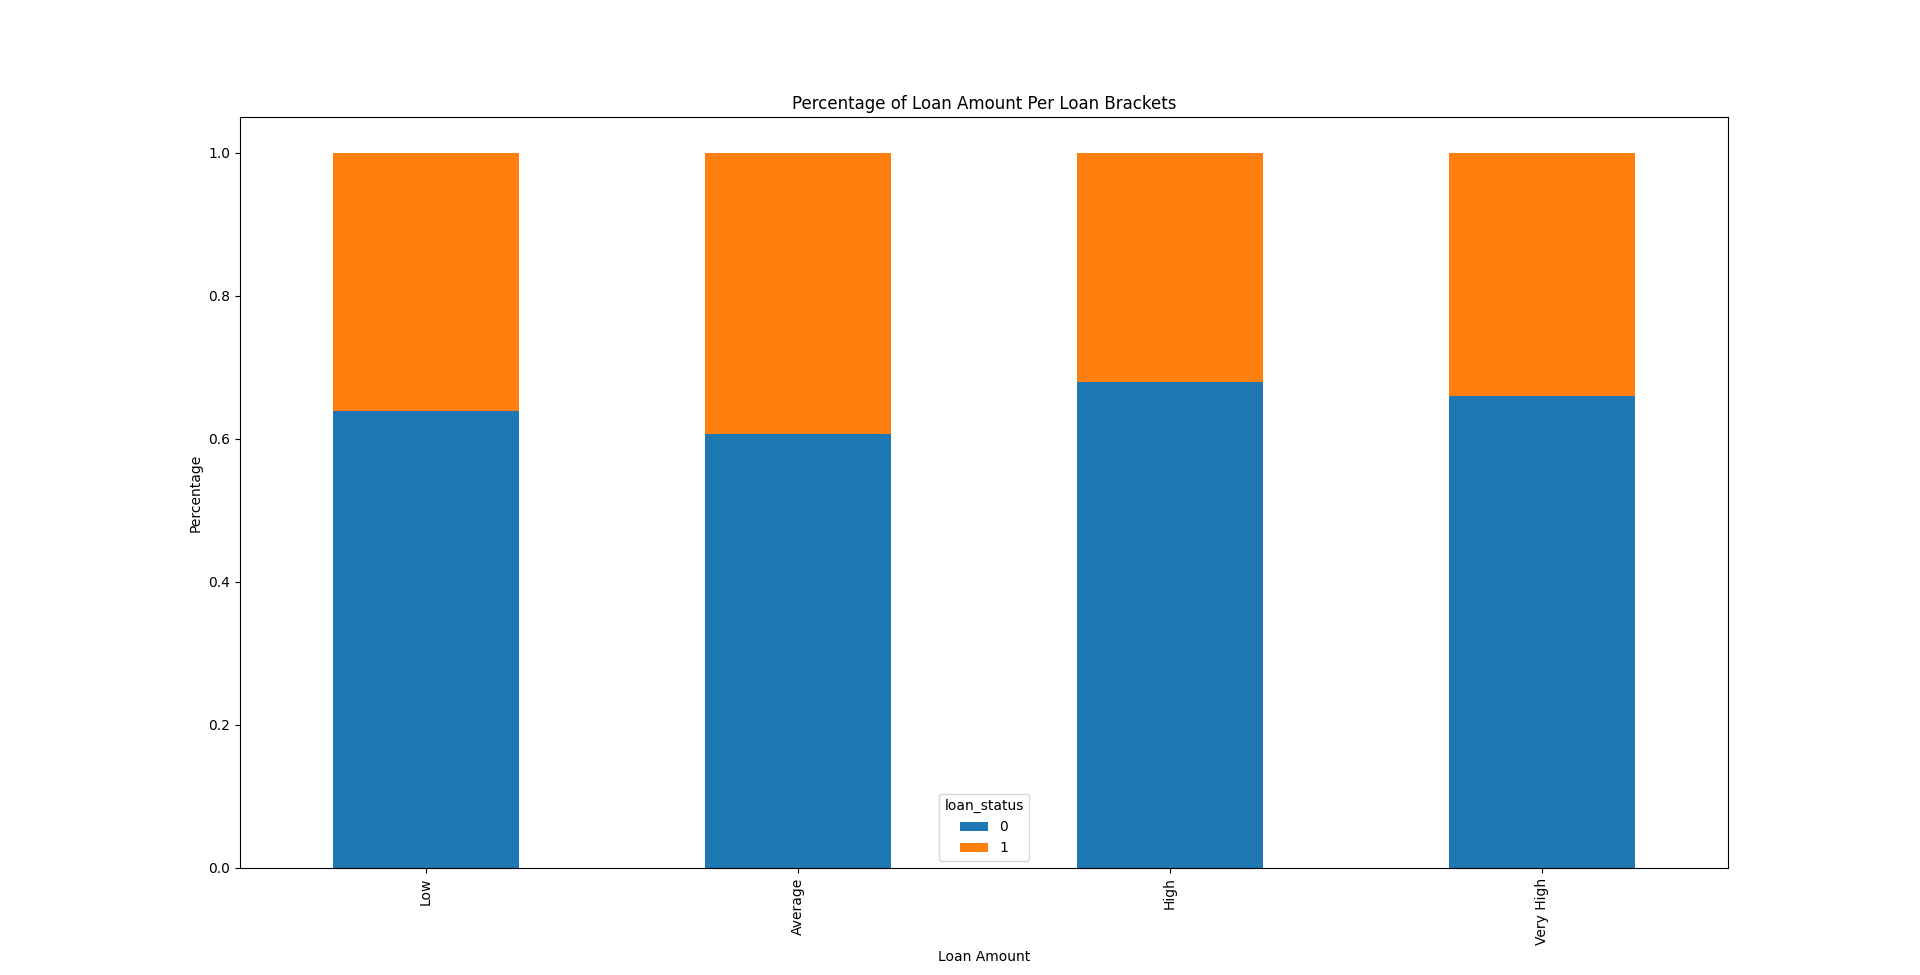 Percentage of Loan Amount Per Loan Brackets
1.0
0.8
0.6
0.4
0.2
0.0
Percentage
loan_status
0
1
Low
Average
High
Very High
Loan Amount